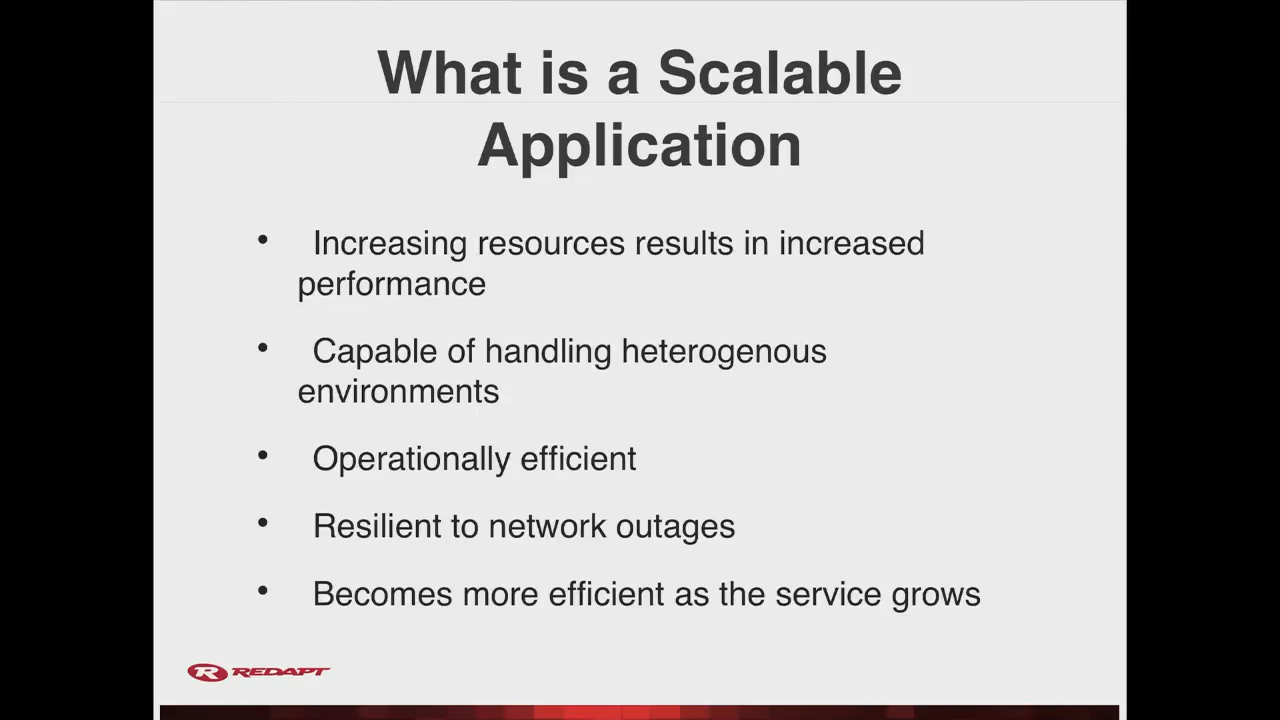 What is a Scalable
Application
• Increasing resources results in increased
performance
• Capable of handling heterogenous
environments
• Operationally efficient
• Resilient to network outages
• Becomes more efficient as the service grows
R REDAPT